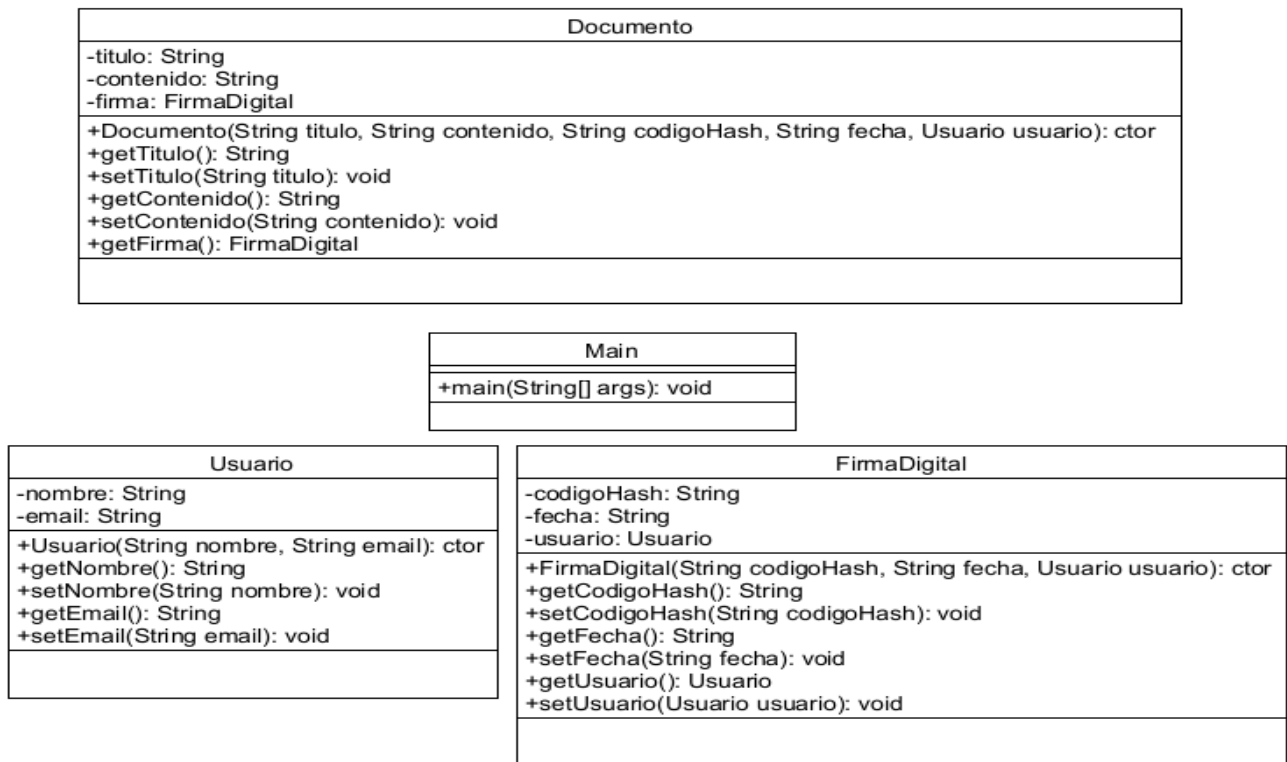 Documento
-titulo: String
-contenido: String
-firma: FirmaDigital
+Documento(String titulo, String contenido, String codigoHash, String fecha, Usuario usuario): ctor
+getTitulo(): String
+setTitulo(String titulo): void
+getContenido(): String
+setContenido(String contenido): void
+getFirma(): FirmaDigital
Main
+main(String[] args): void
Usuario
-nombre: String
-email: String
+Usuario(String nombre, String email): ctor
+getNombre(): String
+setNombre(String nombre): void
+getEmail(): String
+setEmail(String email): void
FirmaDigital
-codigoHash: String
-fecha: String
-usuario: Usuario
+FirmaDigital(String codigoHash, String fecha, Usuario usuario): ctor
+getCodigoHash(): String
+setCodigoHash(String codigoHash): void
+getFecha(): String
+setFecha(String fecha): void
+getUsuario(): Usuario
+setUsuario(Usuario usuario): void